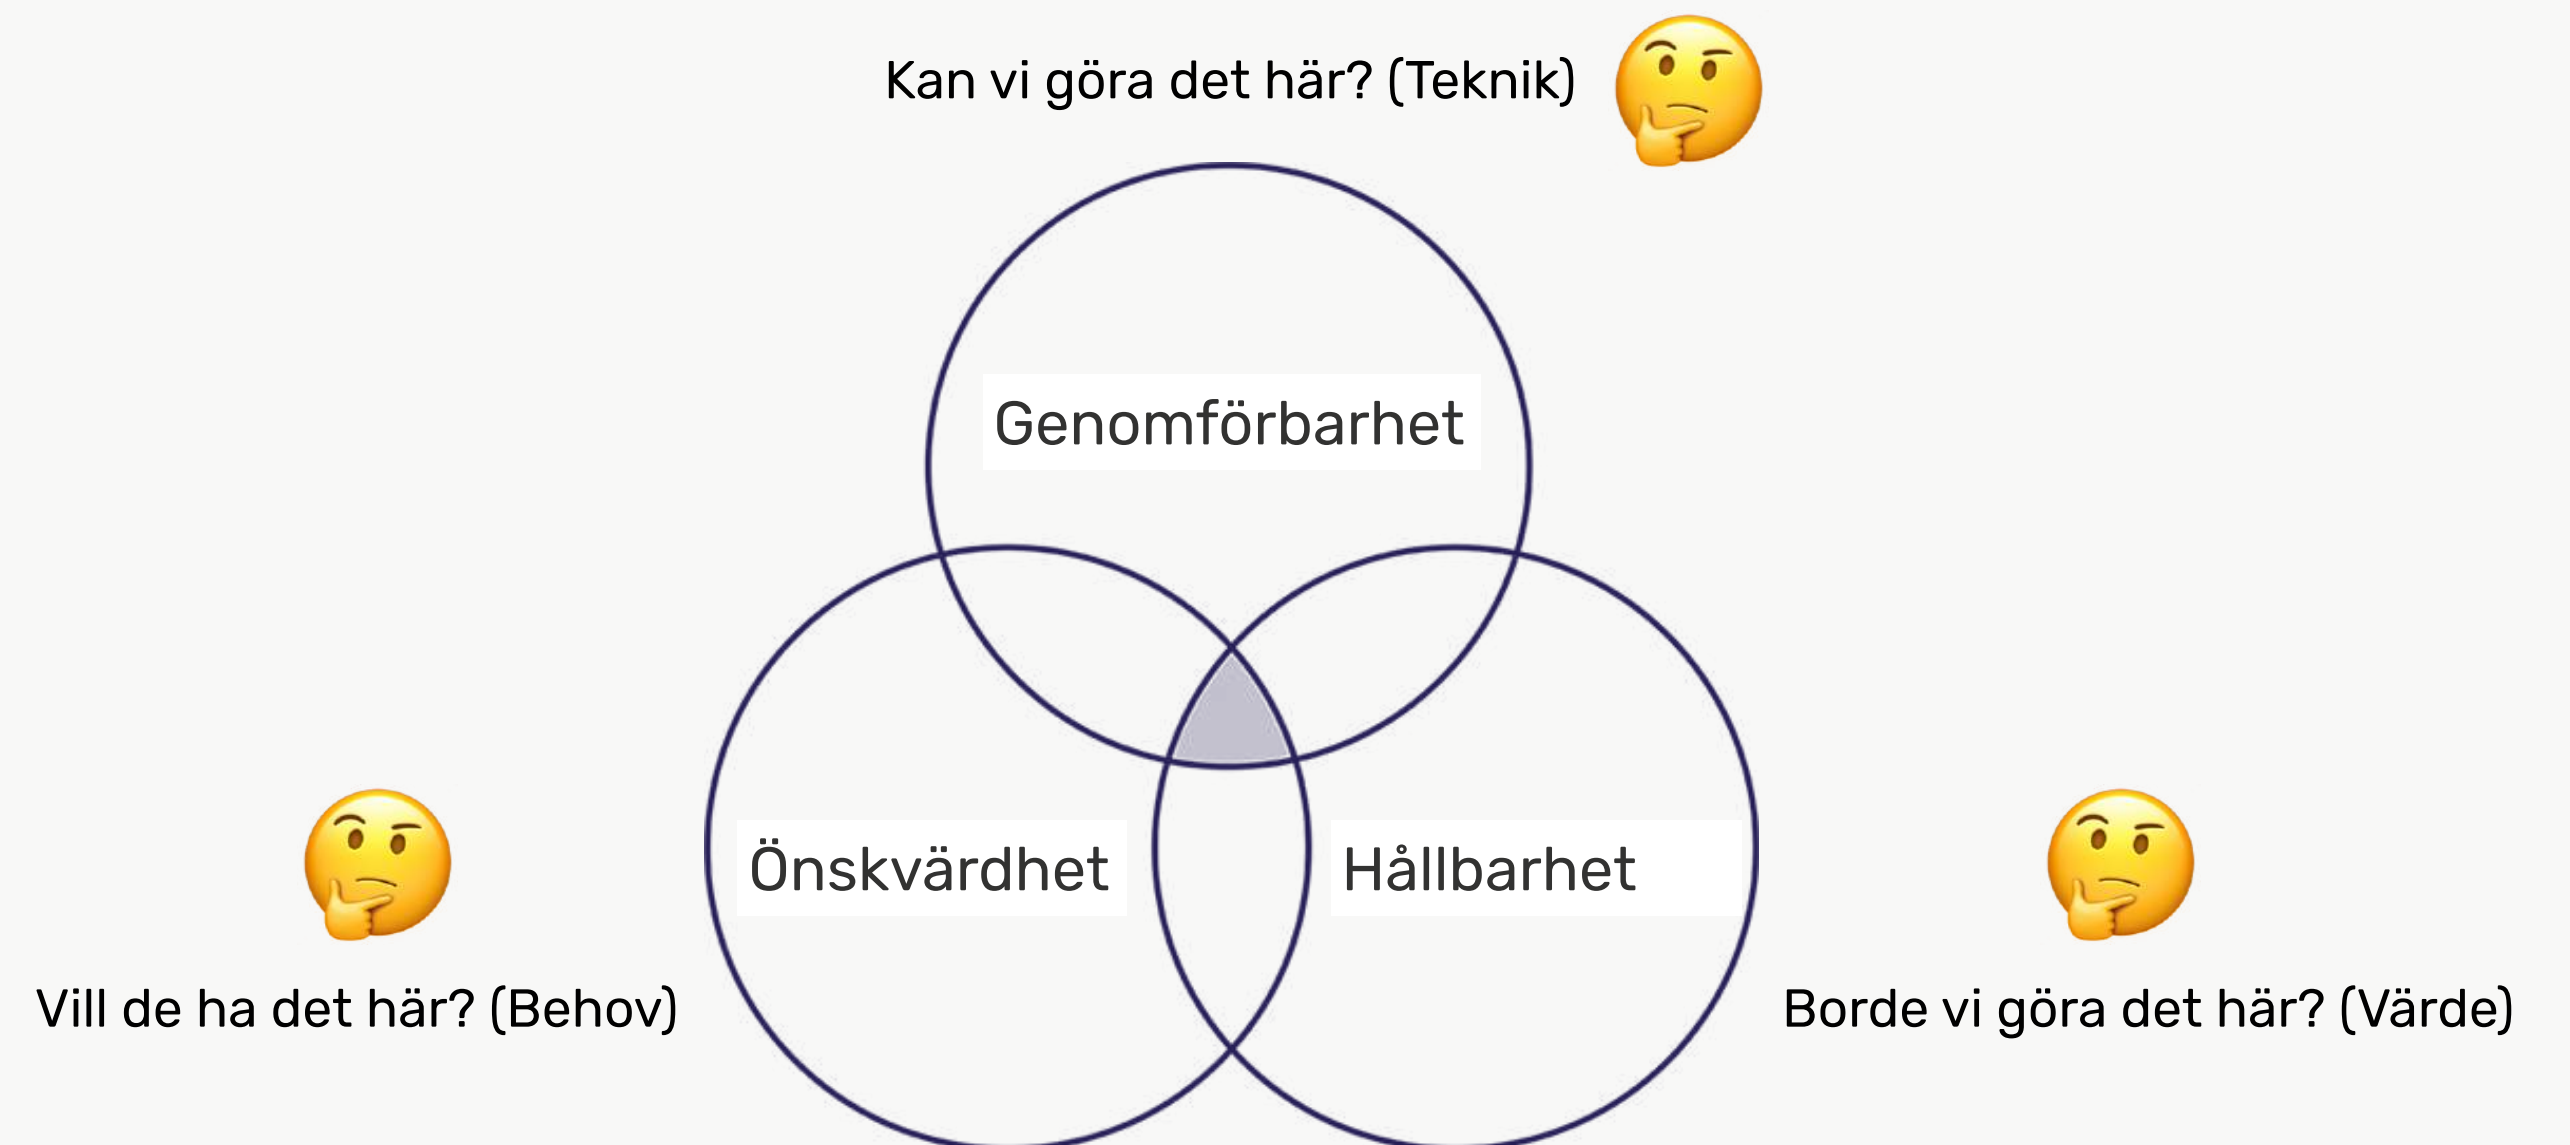 Kan vi göra det här? (Teknik)
Genomförbarhet
Önskvärdhet
Hållbarhet
Vill de ha det här? (Behov)
Borde vi göra det här? (Värde)